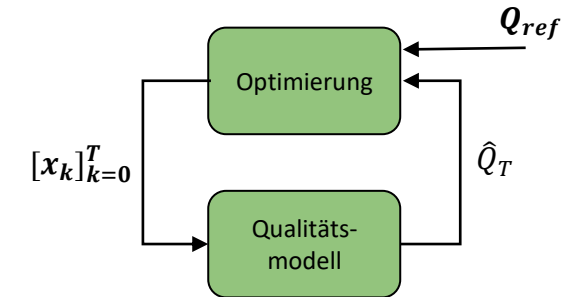 Q_ref
Optimierung
[x_k]_{k=0}^T
Q̂_T
Qualitäts-
modell